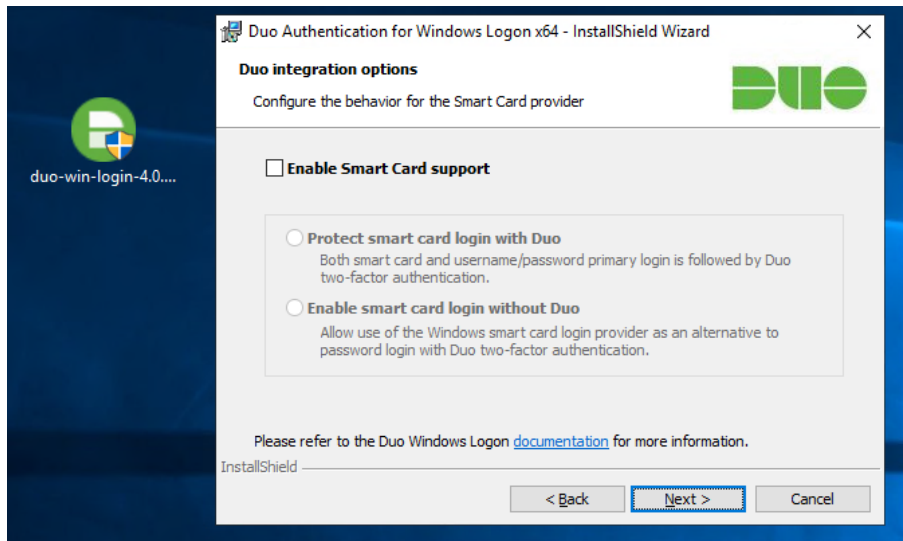 Duo Authentication for Windows Logon x64 - InstallShield Wizard
Duo integration options
Configure the behavior for the Smart Card provider
DUO
duo-win-login-4.0....
Enable Smart Card support
Protect smart card login with Duo
Both smart card and username/password primary login is followed by Duo
two-factor authentication.
Enable smart card login without Duo
Allow use of the Windows smart card login provider as an alternative to
password login with Duo two-factor authentication.
Please refer to the Duo Windows Logon documentation for more information.
InstallShield
< Back
Next >
Cancel